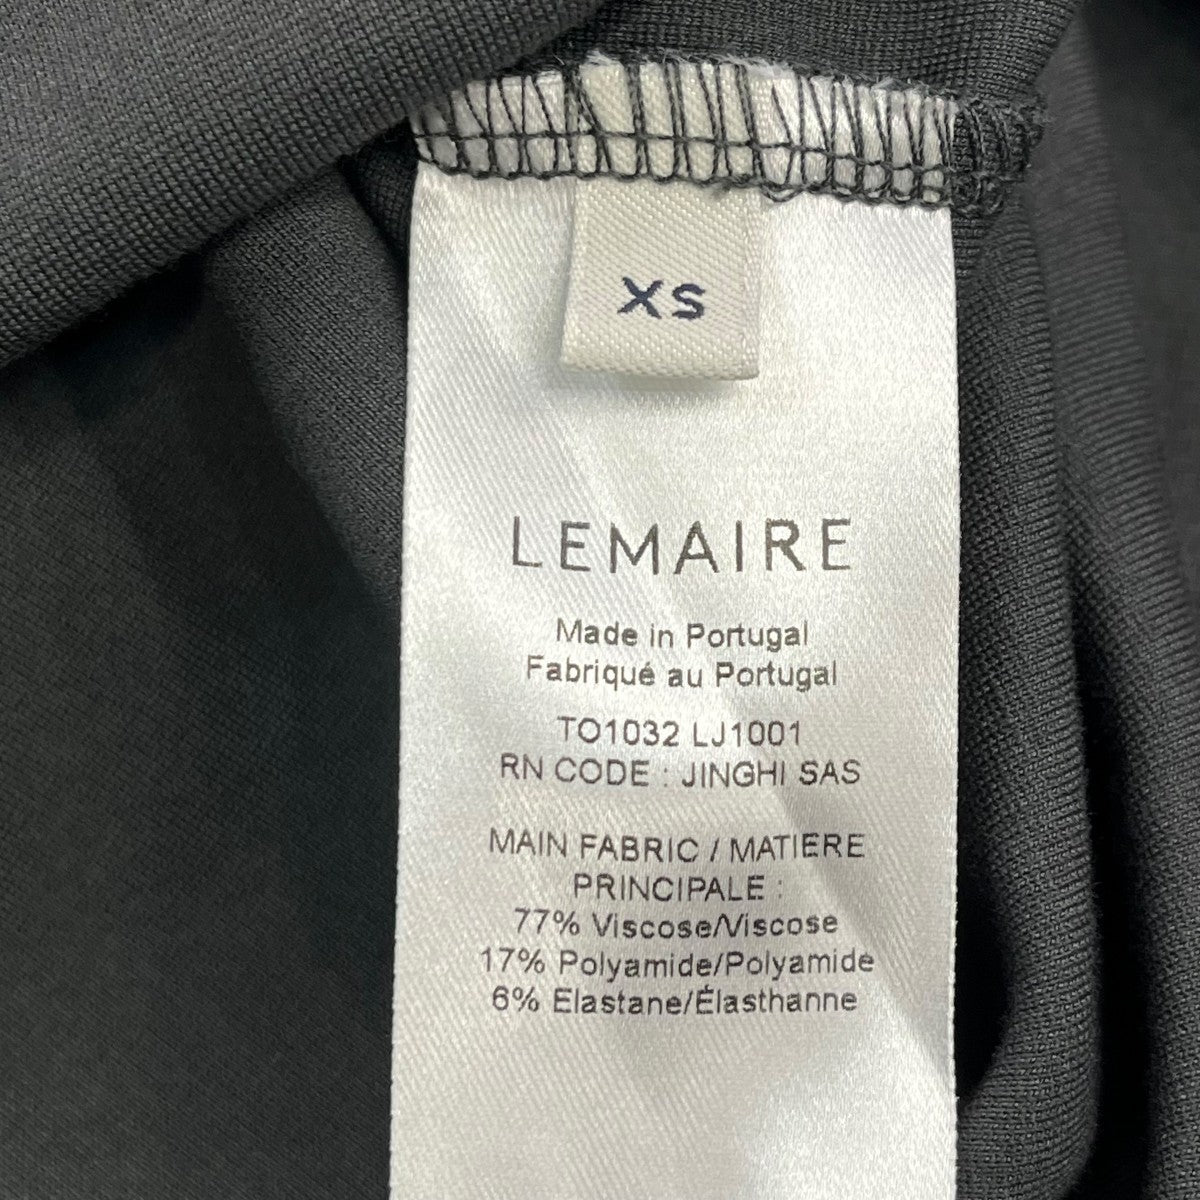 XS
LEMAIRE
Made in Portugal
Fabriqué au Portugal
TO1032 LJ1001
RN CODE : JINGHI SAS
MAIN FABRIC / MATIERE
PRINCIPALE :
77% Viscose/Viscose
17% Polyamide/Polyamide
6% Elastane/Élasthanne